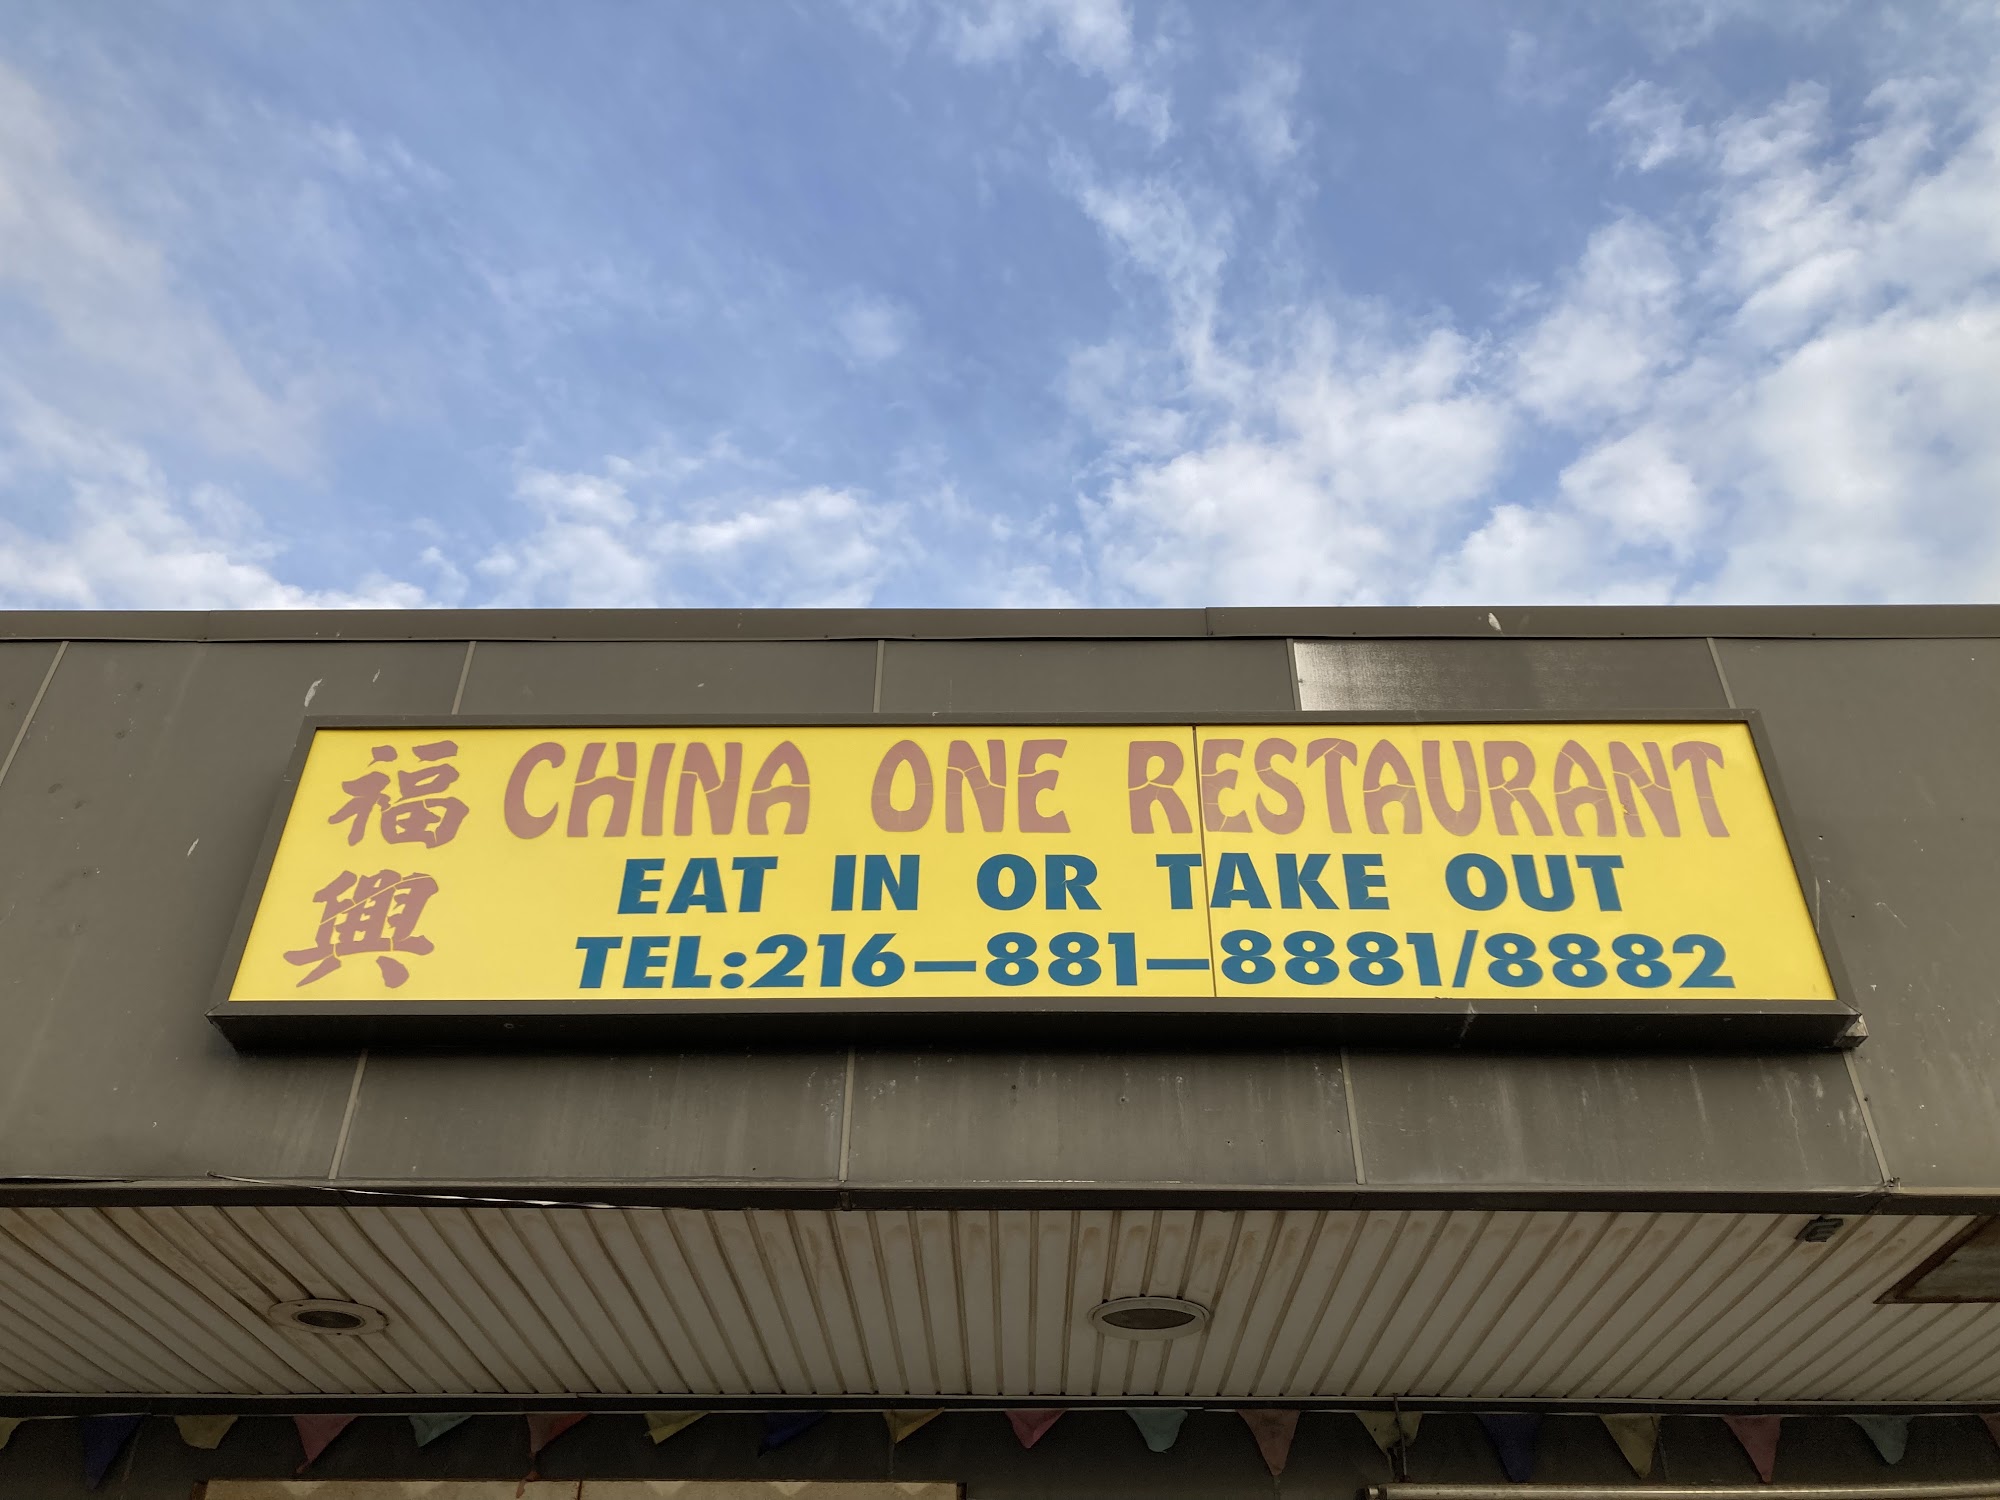 福興
CHINA ONE RESTAURANT
EAT IN OR TAKE OUT
TEL:216-881-8881/8882